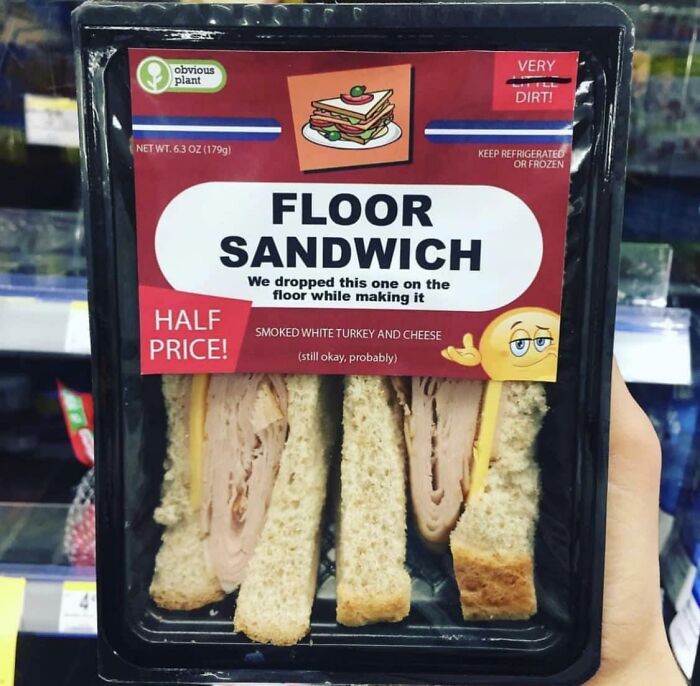 obvious
plant
VERY
LITTLE
DIRT!
NET WT. 6.3 OZ (179g)
KEEP REFRIGERATED
OR FROZEN
FLOOR
SANDWICH
We dropped this one on the
floor while making it
HALF
PRICE!
SMOKED WHITE TURKEY AND CHEESE
(still okay, probably)
4